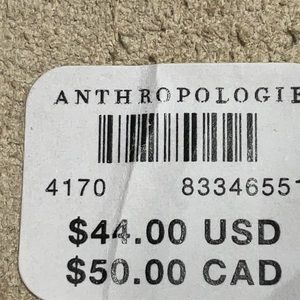 ANTHROPOLOGIE
4170 83346551
$44.00 USD
$50.00 CAD